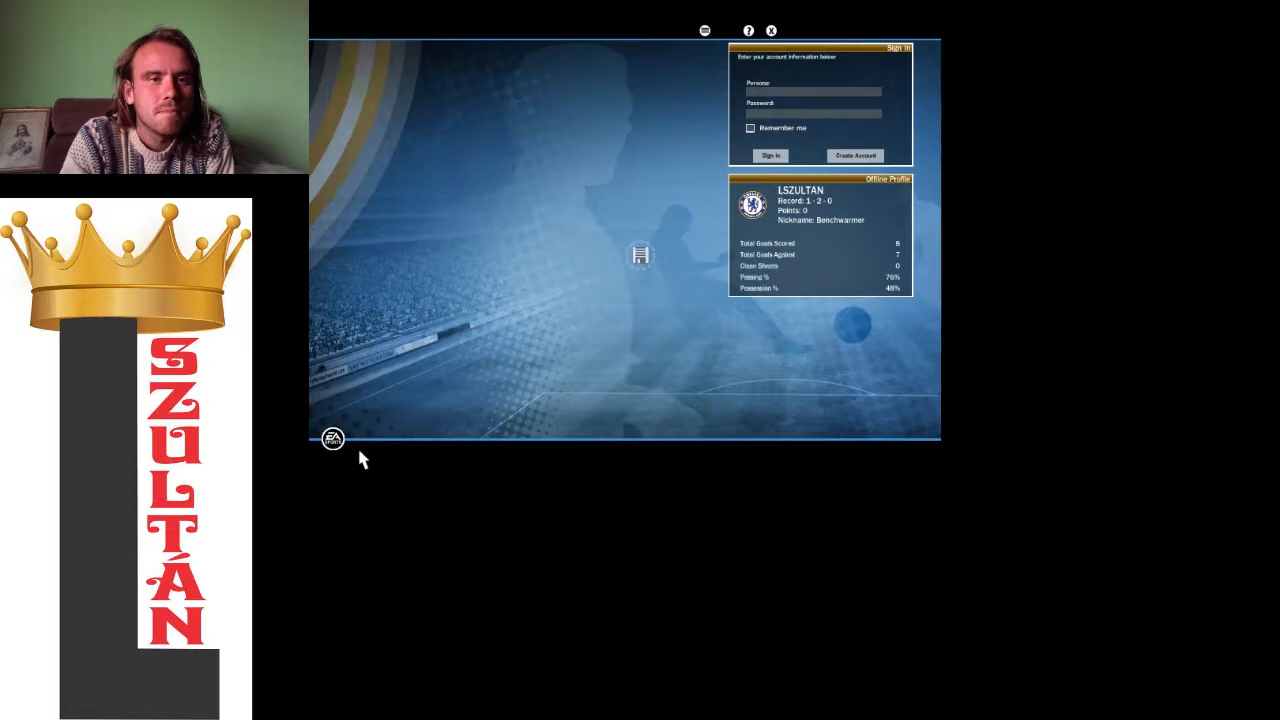 L
SZULTÁN
Sign In
Enter your account information below.
Persona:
Password:
Remember me
Sign In
Create Account
Offline Profile
LSZULTAN
Record: 1 - 2 - 0
Points: 0
Nickname: Benchwarmer
Total Goals Scored 8
Total Goals Against 7
Clean Sheets 0
Passing % 76%
Possession % 48%
EA
SPORTS